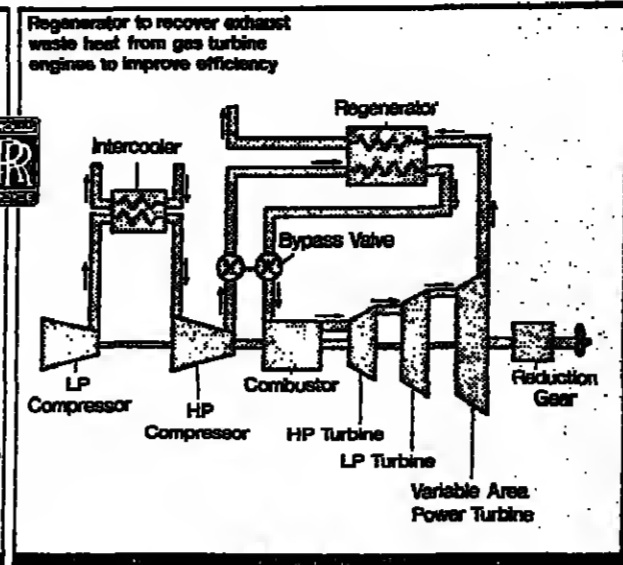 Regenerator to recover exhaust
waste heat from gas turbine
engines to improve efficiency
Regenerator
Intercooler
Bypass Valve
LP
Compressor
HP
Compressor
Combustor
HP Turbine
LP Turbine
Variable Area
Power Turbine
Reduction
Gear
RR